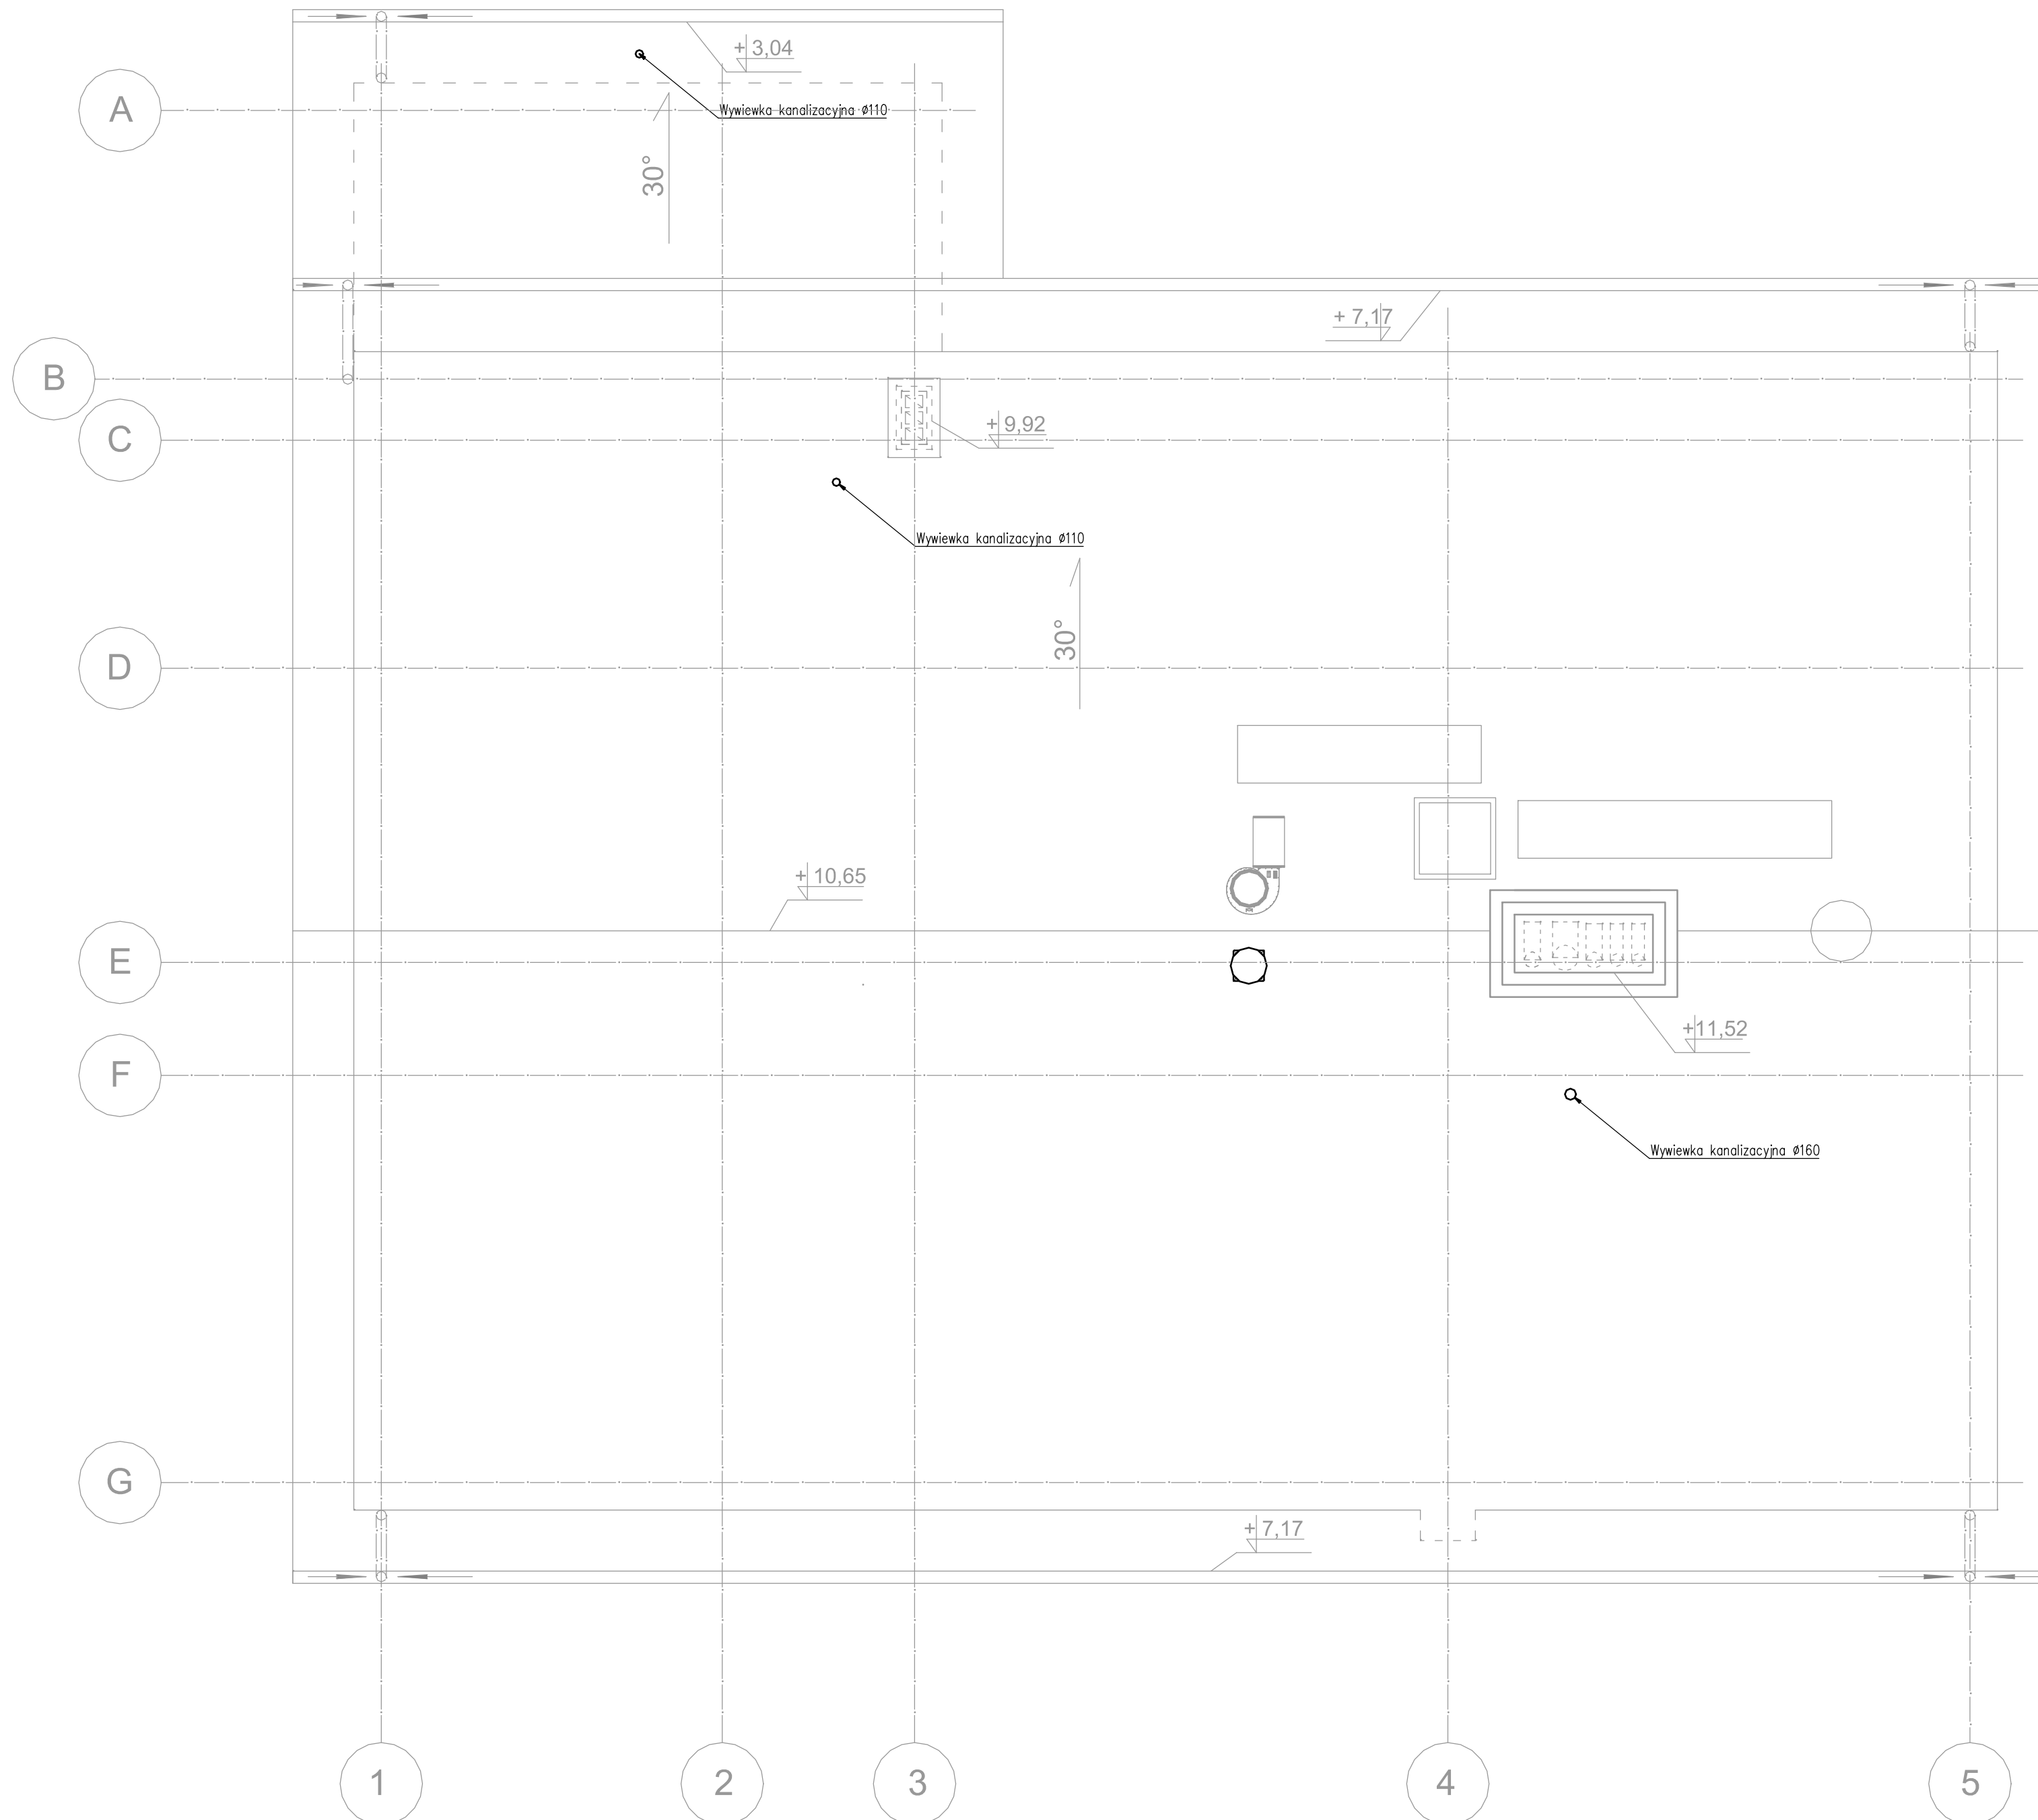 + 3,04
A
Wywiewka kanalizacyjna ø110
30°
+ 7,17
B
C
+ 9,92
Wywiewka kanalizacyjna ø110
30°
D
+ 10,65
E
+11,52
F
Wywiewka kanalizacyjna ø160
G
+ 7,17
1
2
3
4
5